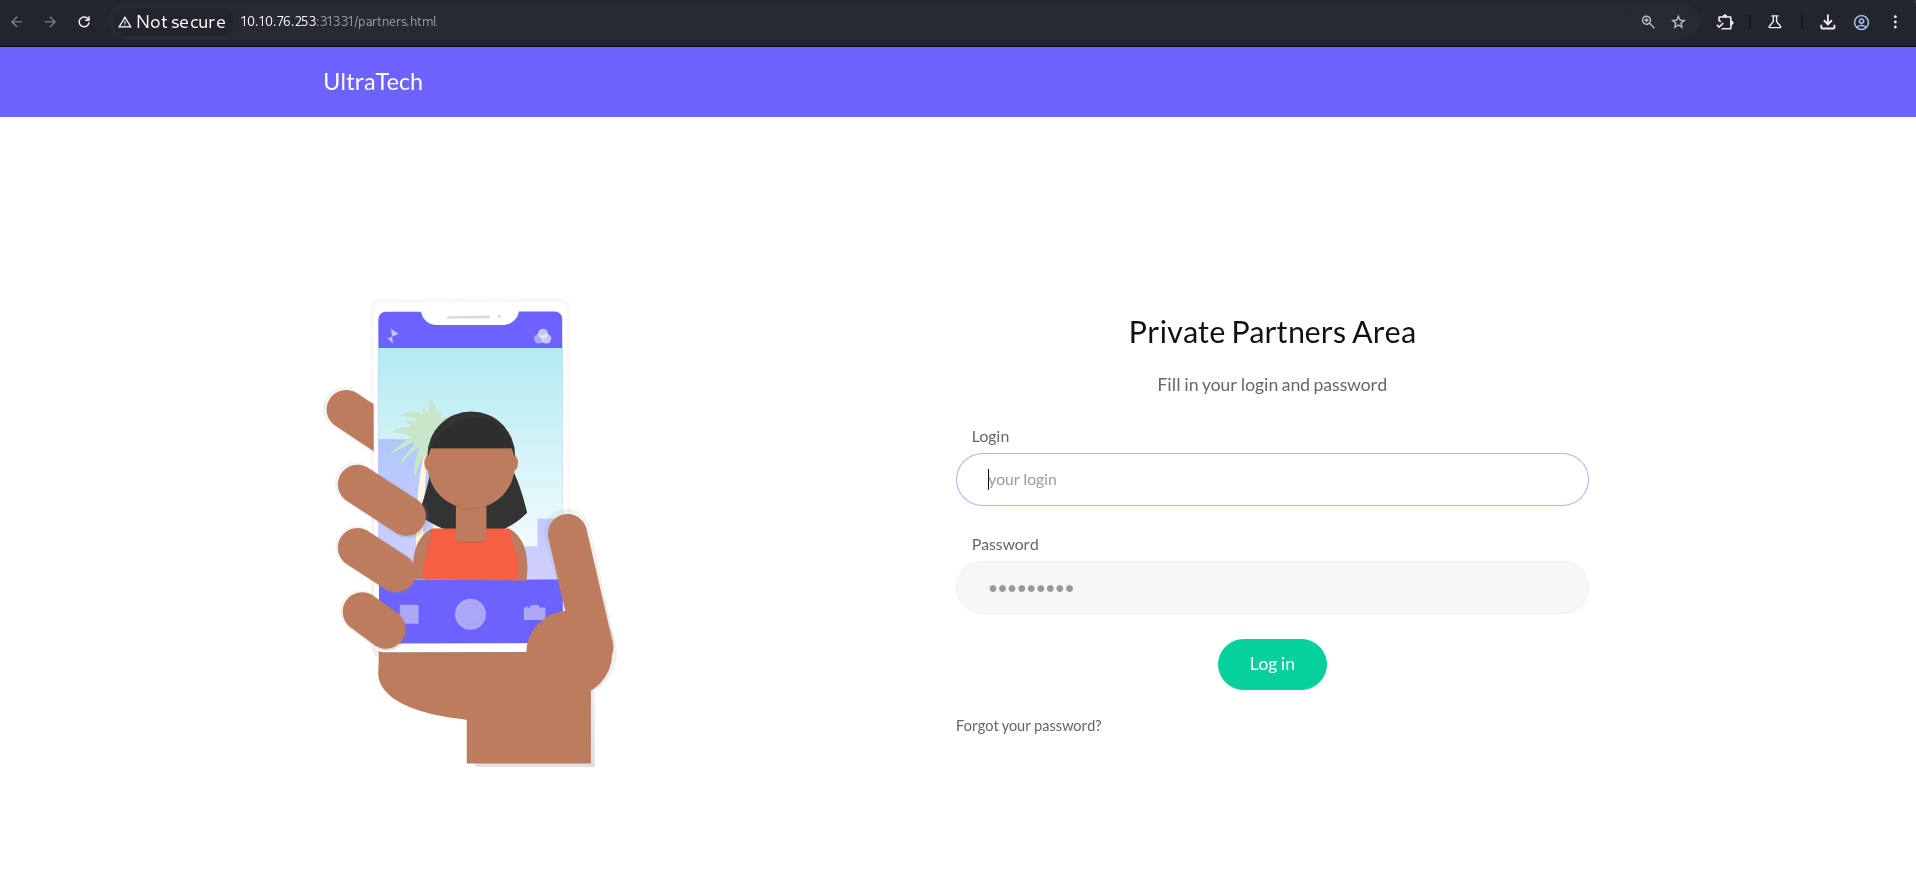 Not secure 10.10.76.253:31331/partners.html
UltraTech
Private Partners Area
Fill in your login and password
Login
your login
Password
●●●●●●●●●
Log in
Forgot your password?